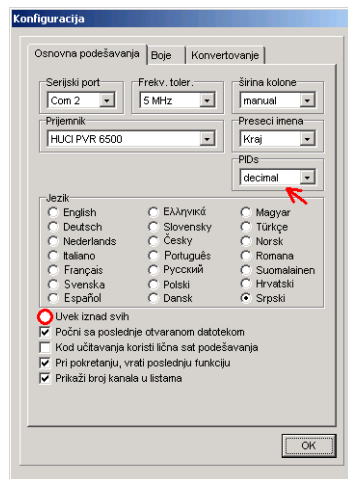 Konfiguracija
Osnovna podešavanja Boje Konvertovanje
Serijski port Frekv. toler. širina kolone
Com 2 5 MHz manual
Prijemnik Preseci imena
HUCI PVR 6500 Kraj
PIDs
decimal
Jezik
English Ελληνικά Magyar
Deutsch Slovensky Türkçe
Nederlands Česky Norsk
Italiano Português Romana
Français Русский Suomalainen
Svenska Polski Hrvatski
Español Dansk Srpski
Uvek iznad svih
Počni sa poslednje otvaranom datotekom
Kod učitavanja koristi lična sat podešavanja
Pri pokretanju, vrati poslednju funkciju
Prikaži broj kanala u listama
OK